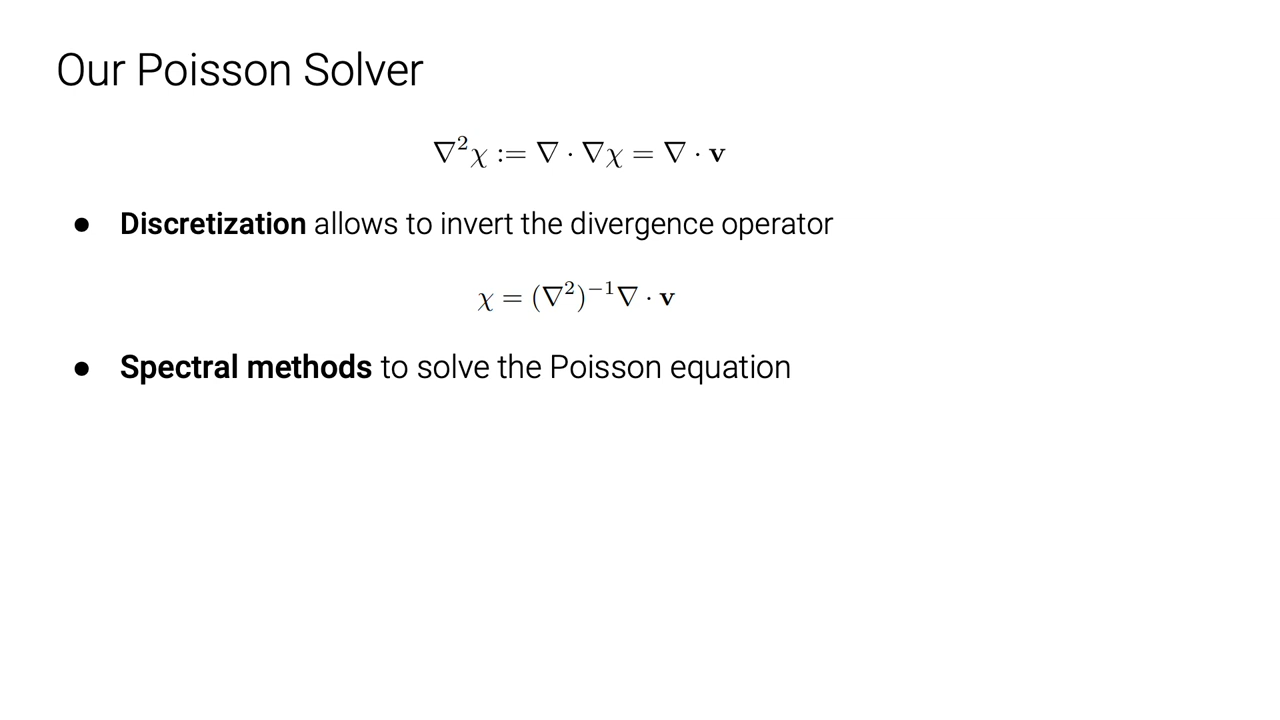 Our Poisson Solver
∇²χ := ∇ · ∇χ = ∇ · v
● Discretization allows to invert the divergence operator
χ = (∇²)⁻¹∇ · v
● Spectral methods to solve the Poisson equation